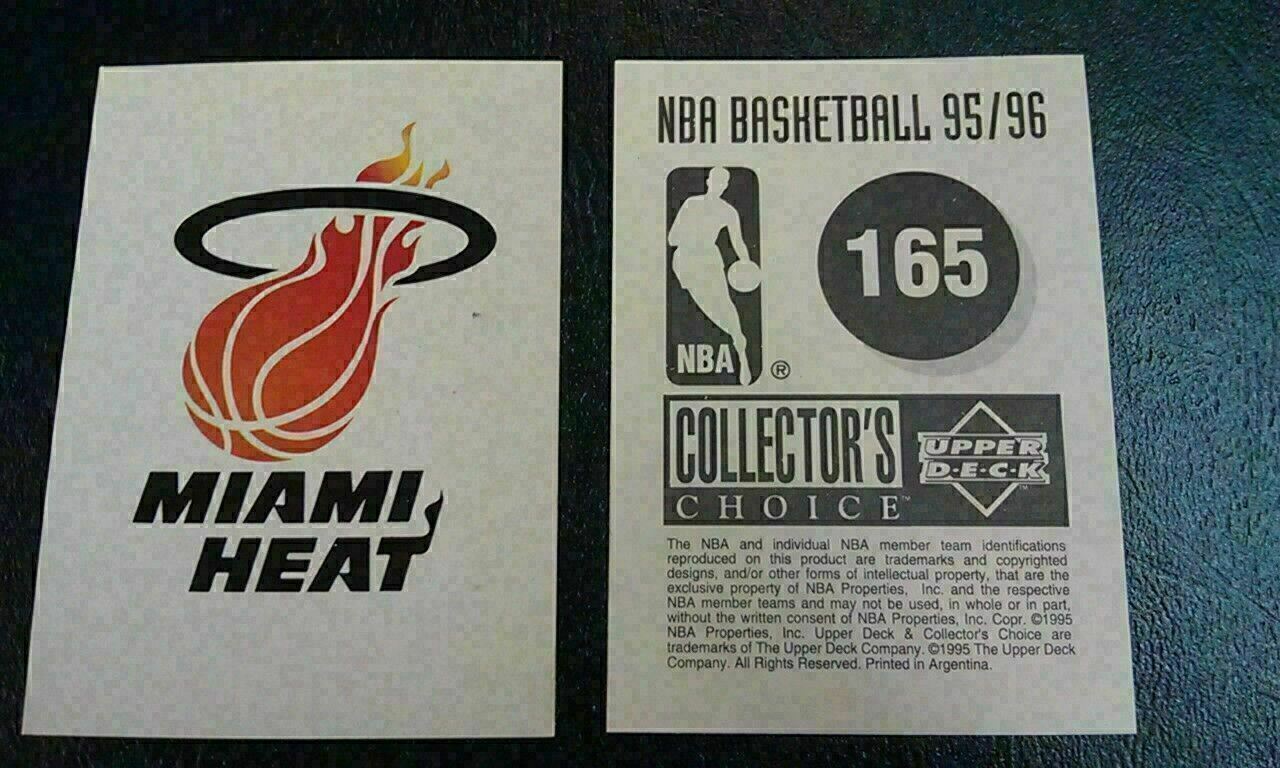 MIAMI
HEAT
NBA BASKETBALL 95/96
165
NBA ®
COLLECTOR'S
CHOICE™
UPPER
D·E·C·K™
The NBA and individual NBA member team identifications
reproduced on this product are trademarks and copyrighted
designs, and/or other forms of intellectual property, that are the
exclusive property of NBA Properties, Inc. and the respective
NBA member teams and may not be used, in whole or in part,
without the written consent of NBA Properties, Inc. Copr. ©1995
NBA Properties, Inc. Upper Deck & Collector's Choice are
trademarks of The Upper Deck Company. ©1995 The Upper Deck
Company. All Rights Reserved. Printed in Argentina.